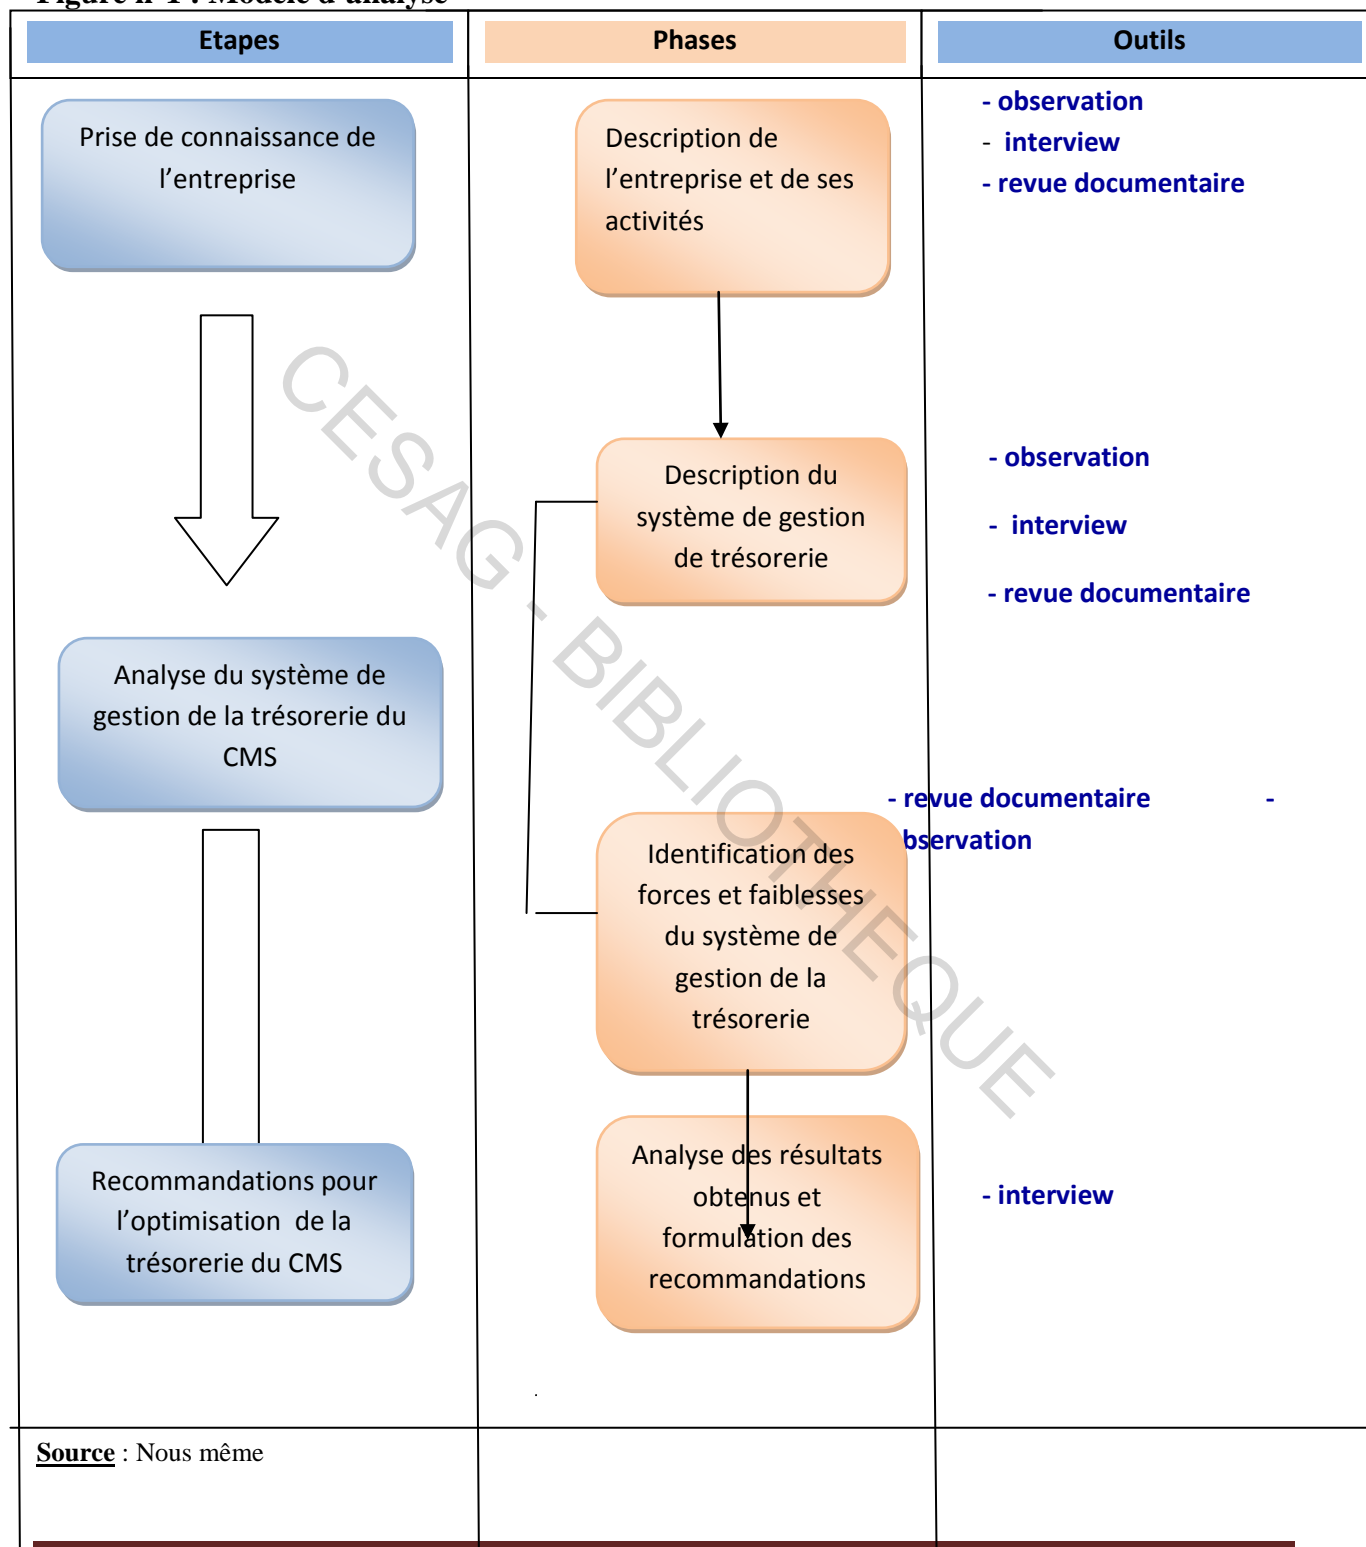 Figure n°1 : Modèle d'analyse
Etapes
Phases
Outils
Prise de connaissance de
l'entreprise
Description de
l'entreprise et de ses
activités
- observation
- interview
- revue documentaire
Description du
système de gestion
de trésorerie
- observation
- interview
- revue documentaire
Analyse du système de
gestion de la trésorerie du
CMS
Identification des
forces et faiblesses
du système de
gestion de la
trésorerie
- revue documentaire -
bservation
Recommandations pour
l'optimisation de la
trésorerie du CMS
Analyse des résultats
obtenus et
formulation des
recommandations
- interview
Source : Nous même
CESAG - BIBLIOTHEQUE